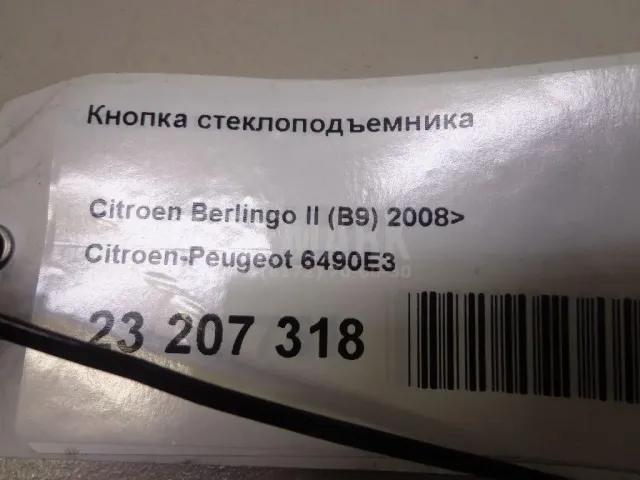 Кнопка стеклоподъемника
Citroen Berlingo II (B9) 2008>
Citroen-Peugeot 6490E3
23 207 318